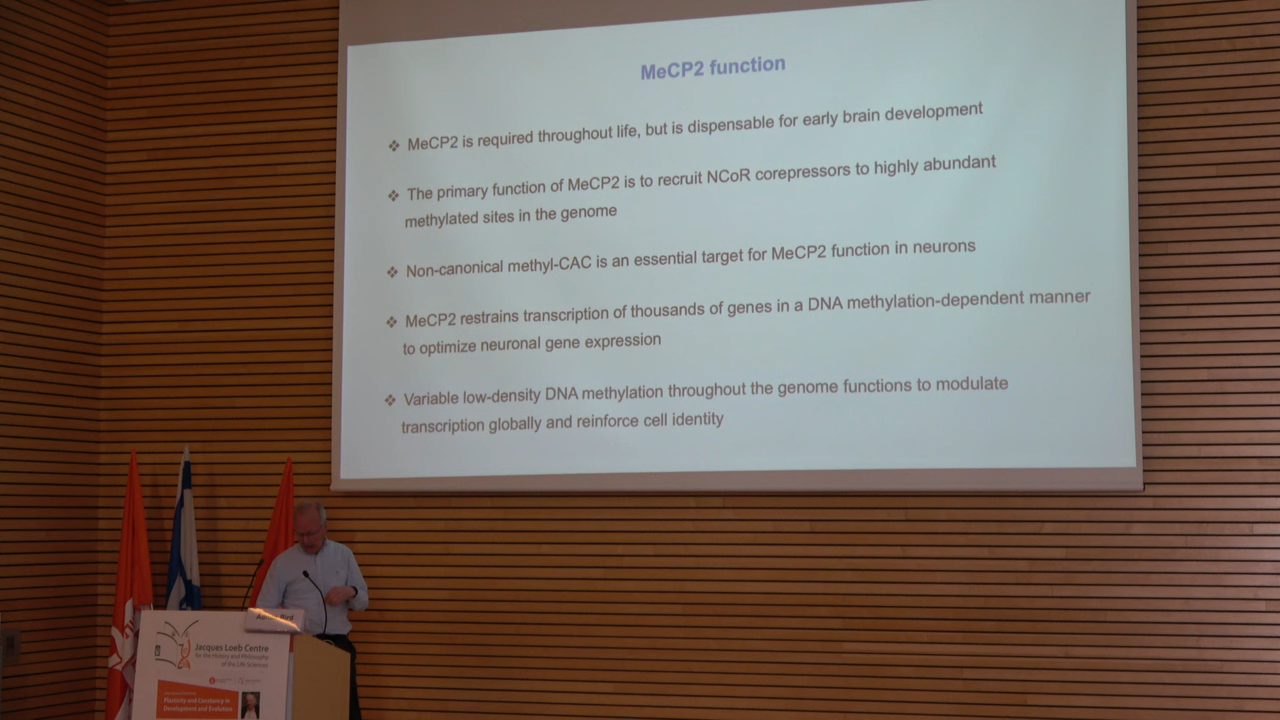 MeCP2 function
❖ MeCP2 is required throughout life, but is dispensable for early brain development
❖ The primary function of MeCP2 is to recruit NCoR corepressors to highly abundant
methylated sites in the genome
❖ Non-canonical methyl-CAC is an essential target for MeCP2 function in neurons
❖ MeCP2 restrains transcription of thousands of genes in a DNA methylation-dependent manner
to optimize neuronal gene expression
❖ Variable low-density DNA methylation throughout the genome functions to modulate
transcription globally and reinforce cell identity
Bird
Jacques Loeb Centre
for the History and Philosophy
of the Life Sciences
Plasticity and Constancy in
Development and Evolution